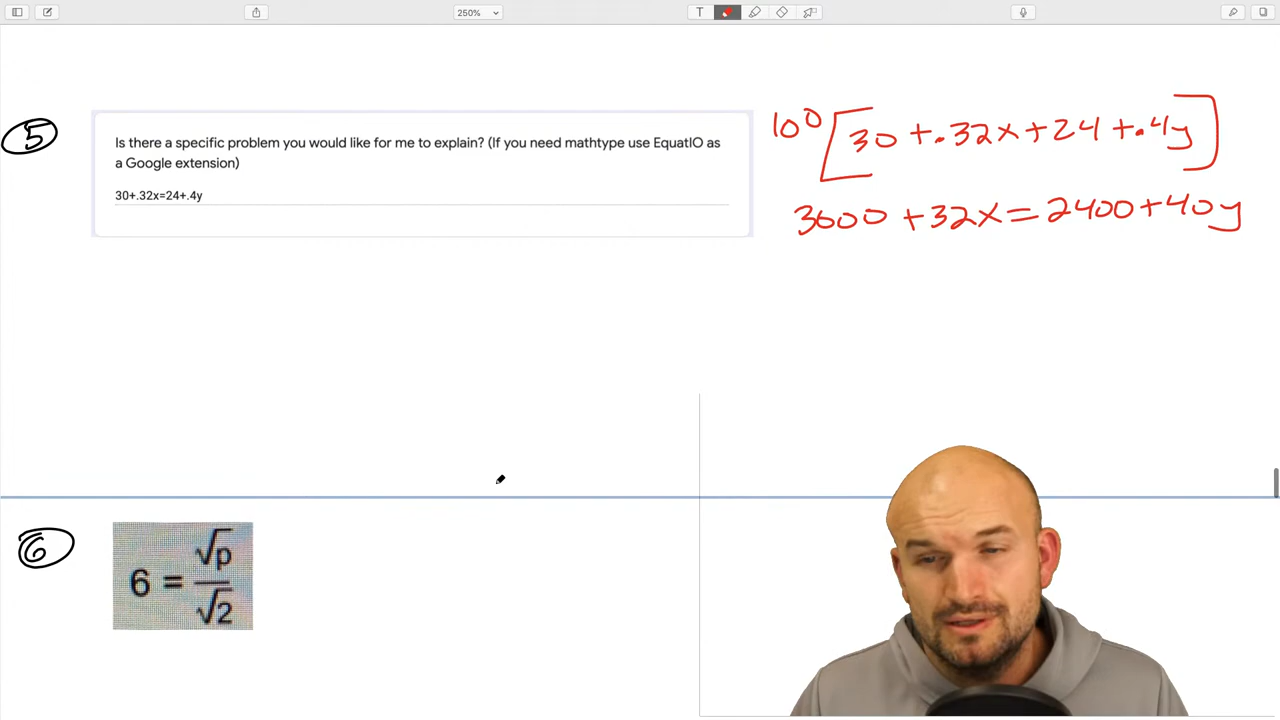 250%
T
5
Is there a specific problem you would like for me to explain? (If you need mathtype use EquatIO as
a Google extension)
30+.32x=24+.4y
100[30+.32x+24+.4y]
3000+32x=2400+40y
6
6 = √p/√2